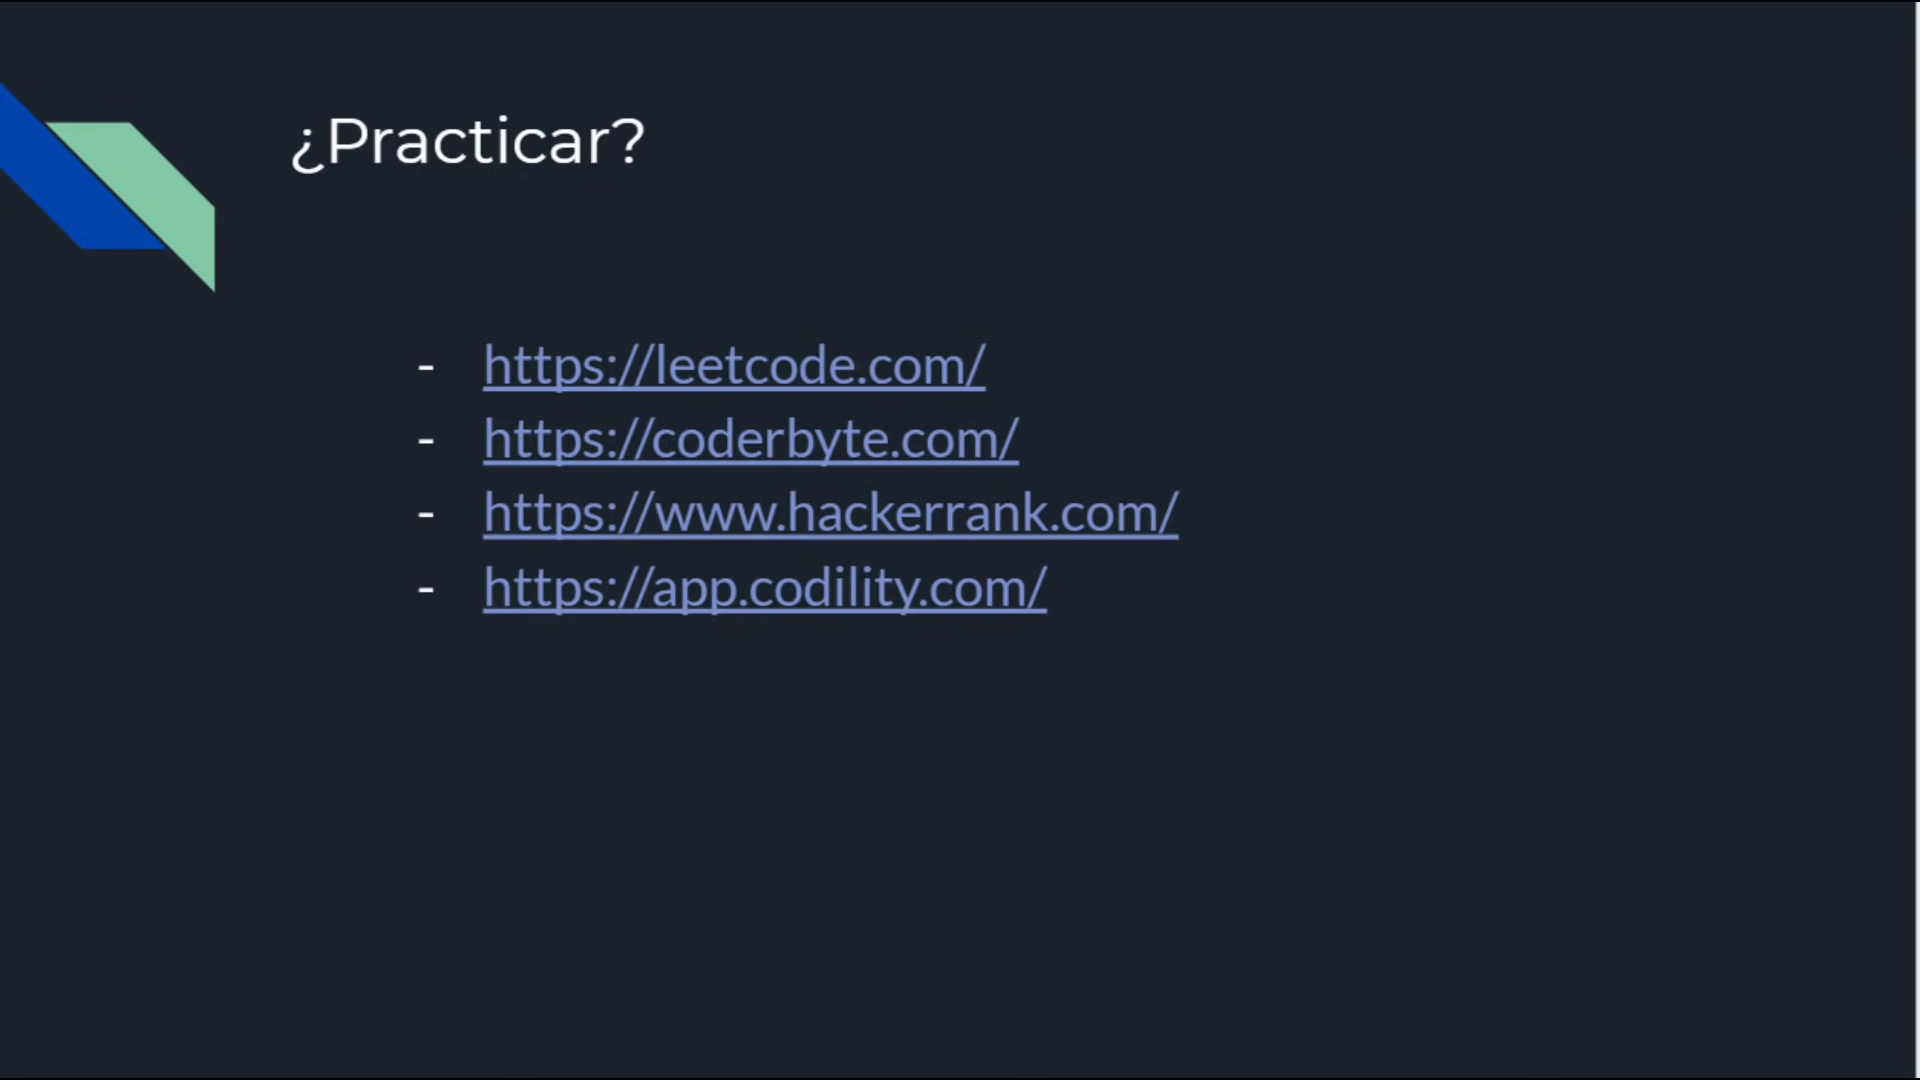 ¿Practicar?
- https://leetcode.com/
- https://coderbyte.com/
- https://www.hackerrank.com/
- https://app.codility.com/